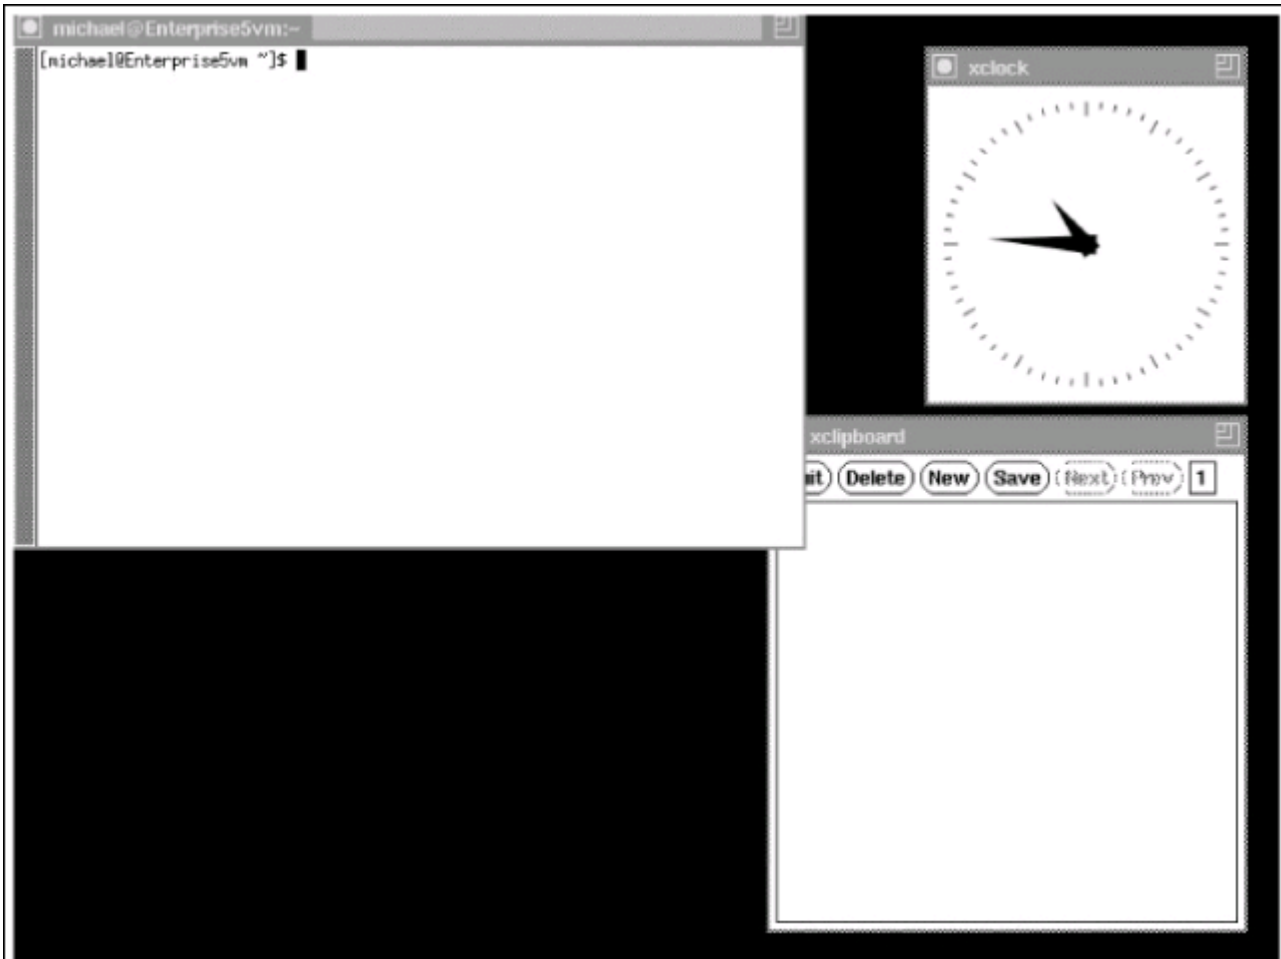 michael@Enterprise5vm:~
[michael@Enterprise5vm ~]$
xclock
xclipboard
Delete New Save Next Prev 1